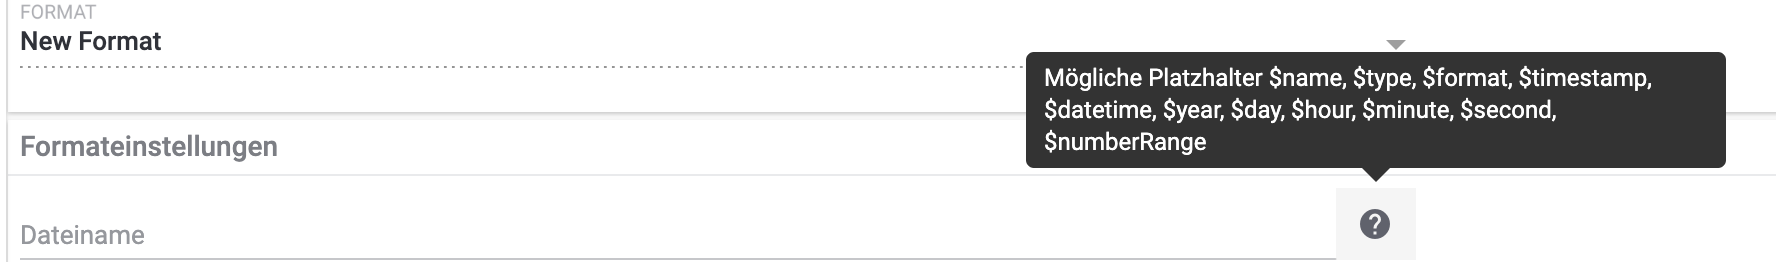 FORMAT
New Format
Mögliche Platzhalter $name, $type, $format, $timestamp,
$datetime, $year, $day, $hour, $minute, $second,
$numberRange
Formateinstellungen
Dateiname
?